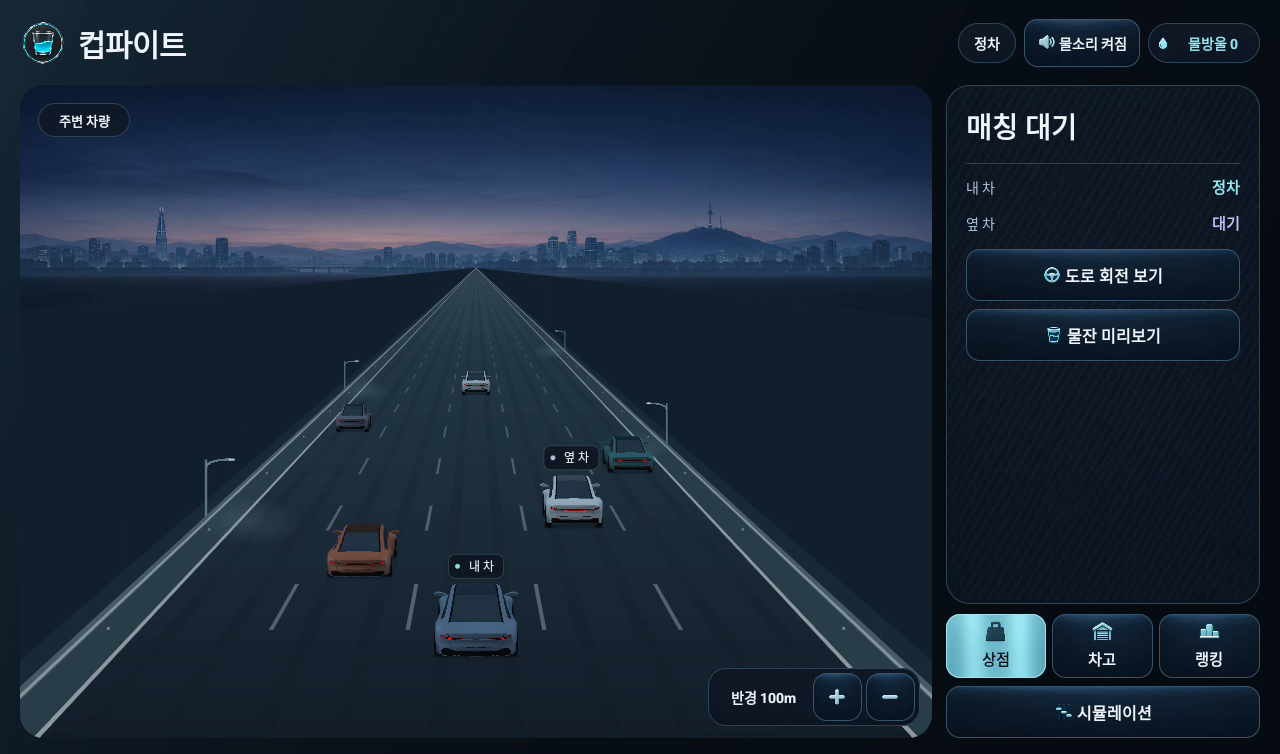 컵파이트
정차
물소리 켜짐
물방울 0
주변 차량
옆 차
내 차
반경 100m
+
−
매칭 대기
내 차
정차
옆 차
대기
도로 회전 보기
물잔 미리보기
상점
차고
랭킹
시뮬레이션